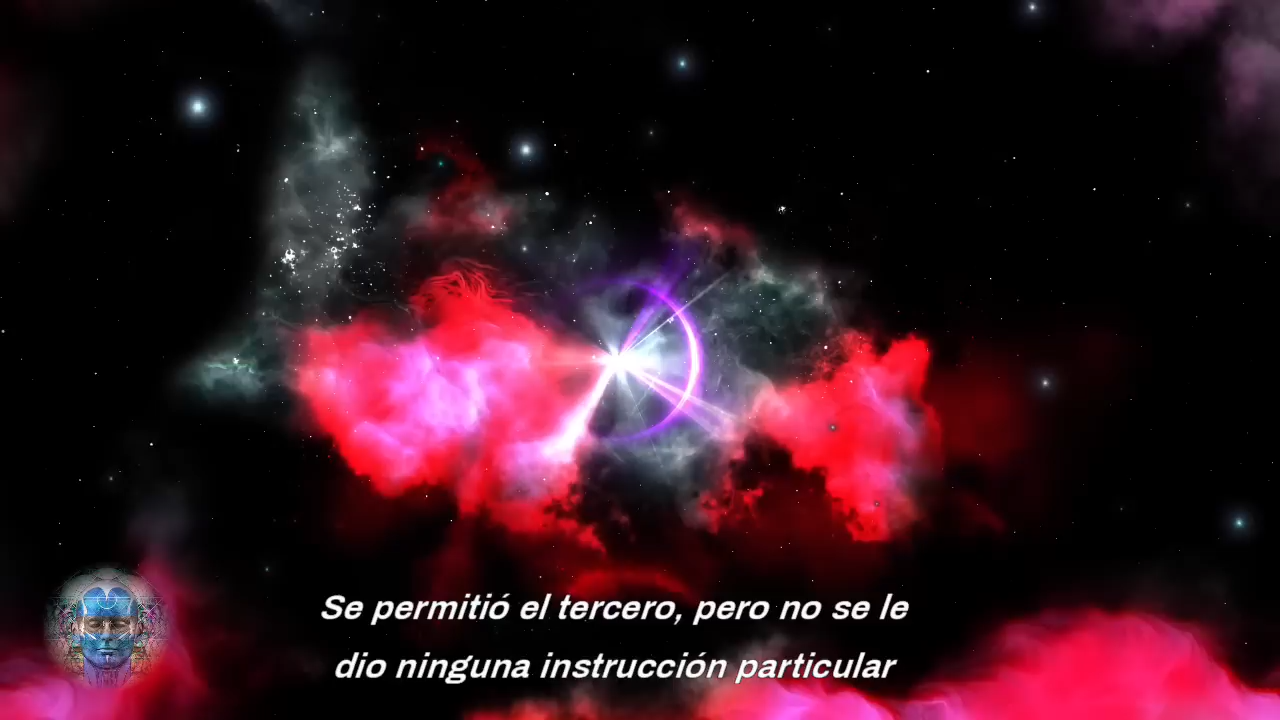 Se permitió el tercero, pero no se le
dio ninguna instrucción particular